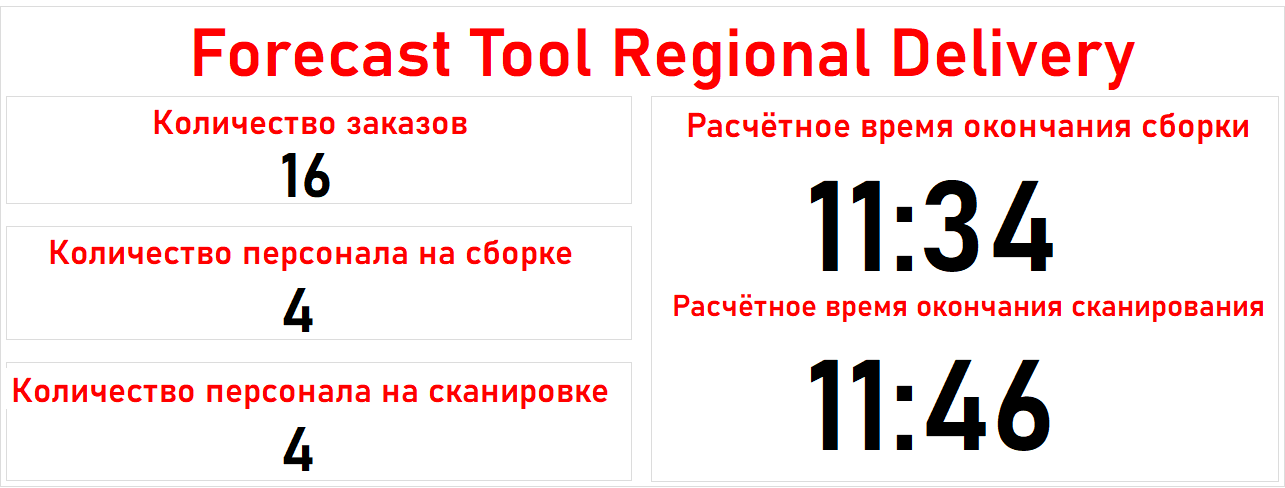 Forecast Tool Regional Delivery
Количество заказов
16
Количество персонала на сборке
4
Количество персонала на сканировке
4
Расчётное время окончания сборки
11:34
Расчётное время окончания сканирования
11:46